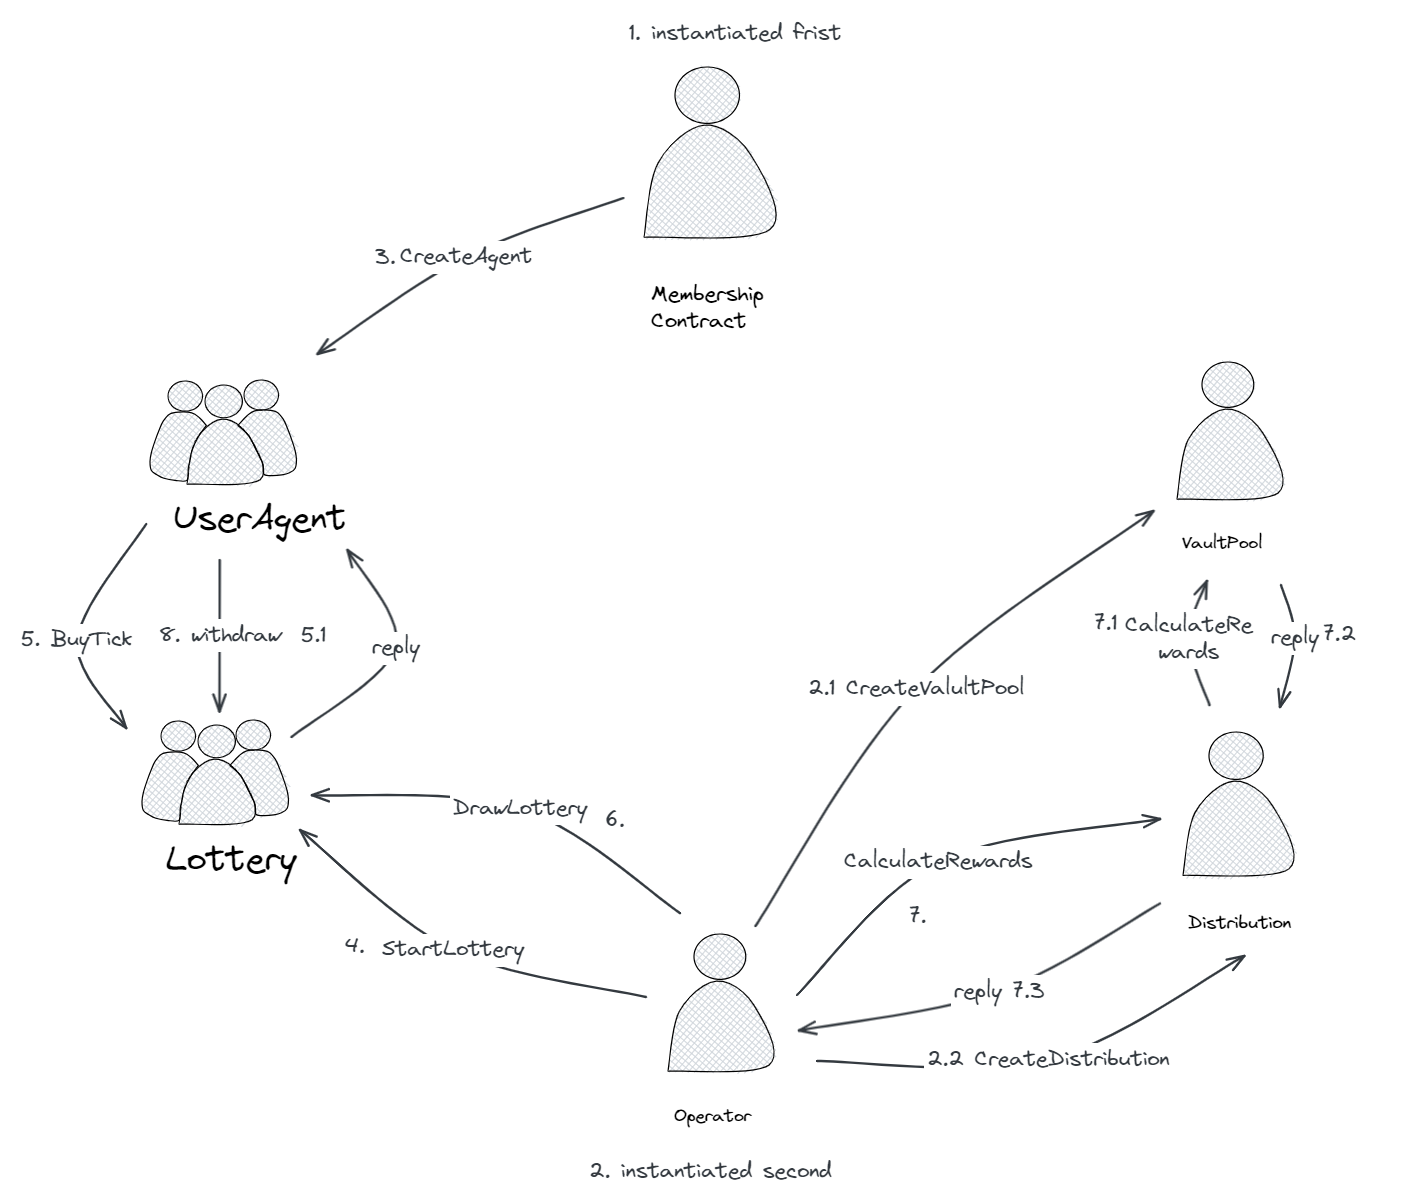 1. instantiated frist
3. CreateAgent
Membership
Contract
UserAgent
VaultPool
5. BuyTick
8. withdraw 5.1
reply
7.1 CalculateRe
wards
reply 7.2
2.1 CreateValultPool
DrawLottery 6.
Lottery
CalculateRewards
7.
Distribution
4. StartLottery
reply 7.3
2.2 CreateDistribution
Operator
2. instantiated second